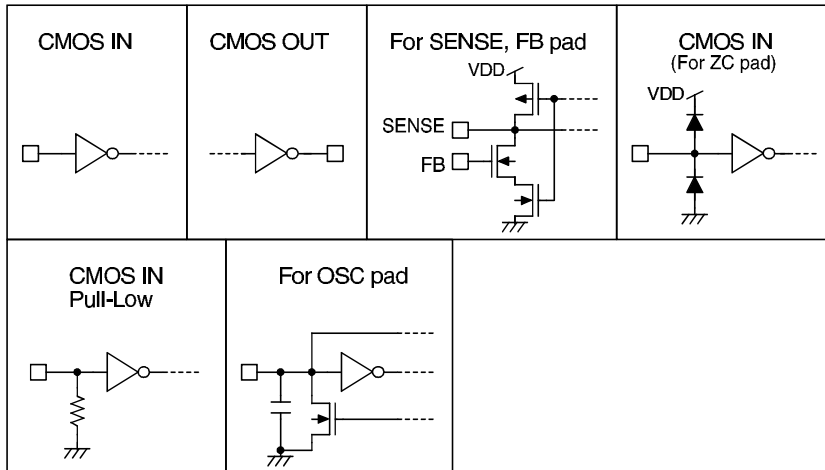 CMOS IN
CMOS OUT
For SENSE, FB pad
VDD
SENSE
FB
CMOS IN
(For ZC pad)
VDD
CMOS IN
Pull-Low
For OSC pad